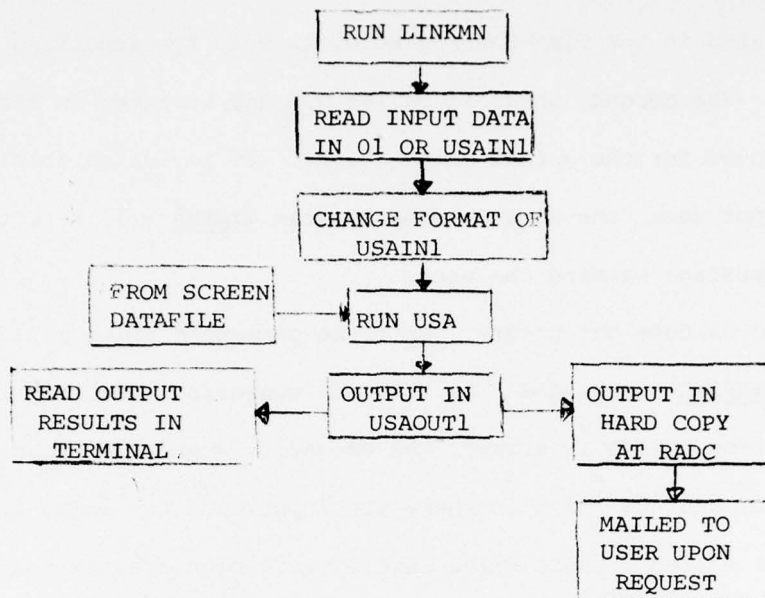 RUN LINKMN
READ INPUT DATA
IN 01 OR USAIN1
CHANGE FORMAT OF
USAIN1
FROM SCREEN
DATAFILE
RUN USA
READ OUTPUT
RESULTS IN
TERMINAL
OUTPUT IN
USAOUT1
OUTPUT IN
HARD COPY
AT RADC
MAILED TO
USER UPON
REQUEST